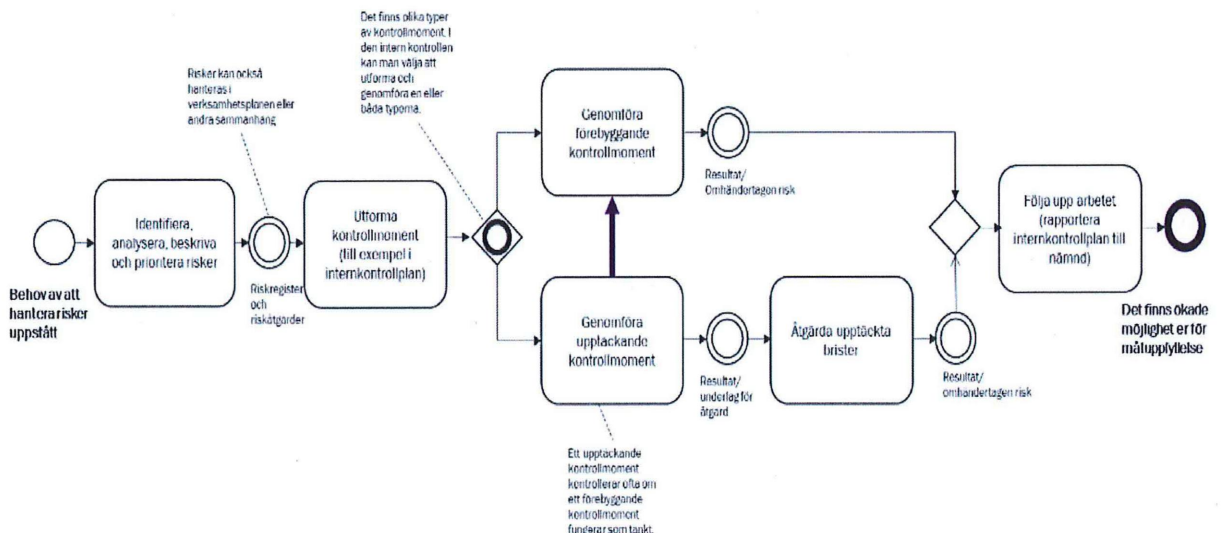 Det finns olika typer
av kontrollmoment. I
den intern kontrollen
kan man välja att
utforma och
genomföra en eller
båda typorna.
Risker kan också
hanteras i
verksamhetsplanen eller
andra sammanhang
Behov av att
hantera risker
uppstått
Identifiera,
analysera, beskriva
och prioritera risker
Riskregister
och
riskåtgärder
Utforma
kontrollmoment
(till exempel i
internkontrollplan)
Genomföra
förebyggande
kontrollmoment
Resultat/
Omhändertagen risk
Genomföra
upptäckande
kontrollmoment
Resultat/
underlag för
åtgärd
Åtgärda upptäckta
brister
Resultat/
omhändertagen risk
Följa upp arbetet
(rapportera
internkontrollplan till
nämnd)
Det finns ökade
möjlighet er för
måluppfyllelse
Ett upptäckande
kontrollmoment
kontrollerar ofta om
ett förebyggande
kontrollmoment
fungerar som tänkt.